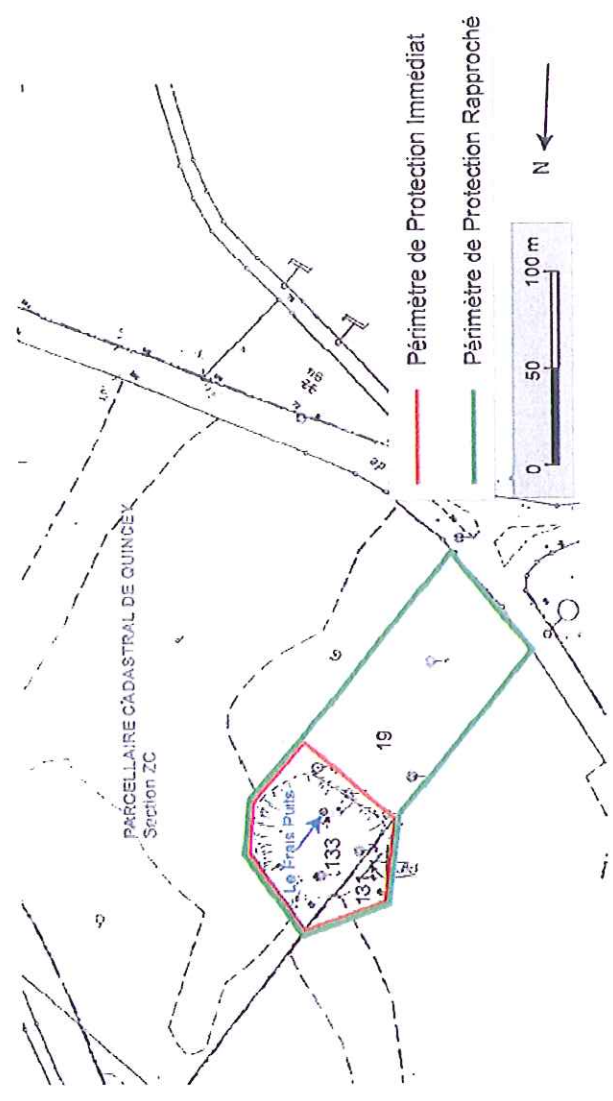 PARCELLAIRE CADASTRAL DE QUINCEY
Section ZC
Le Frais Puits
133
131
19
de
Périmètre de Protection Immédiat
Périmètre de Protection Rapproché
0 50 100 m
N